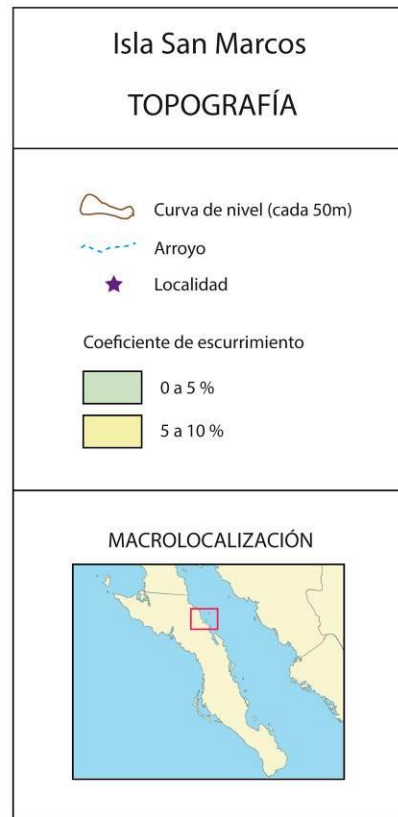 Isla San Marcos
TOPOGRAFÍA
Curva de nivel (cada 50m)
Arroyo
Localidad
Coeficiente de escurrimiento
0 a 5 %
5 a 10 %
MACROLOCALIZACIÓN